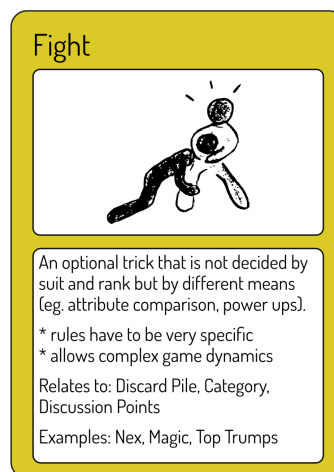 Fight
An optional trick that is not decided by
suit and rank but by different means
(eg. attribute comparison, power ups).
* rules have to be very specific
* allows complex game dynamics
Relates to: Discard Pile, Category,
Discussion Points
Examples: Nex, Magic, Top Trumps